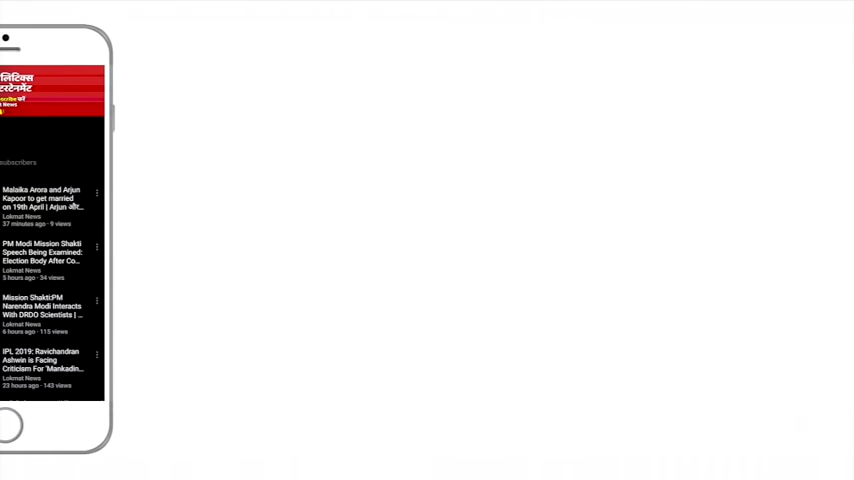 लिटिक्स
टरटेनमेंट
करें
News
subscribers
Malaika Arora and Arjun
Kapoor to get married
on 19th April | Arjun और...
Lokmat News
37 minutes ago · 9 views
PM Modi Mission Shakti
Speech Being Examined:
Election Body After Co...
Lokmat News
5 hours ago · 34 views
Mission Shakti:PM
Narendra Modi Interacts
With DRDO Scientists | ...
Lokmat News
6 hours ago · 115 views
IPL 2019: Ravichandran
Ashwin is Facing
Criticism For 'Mankadin...
Lokmat News
23 hours ago · 143 views